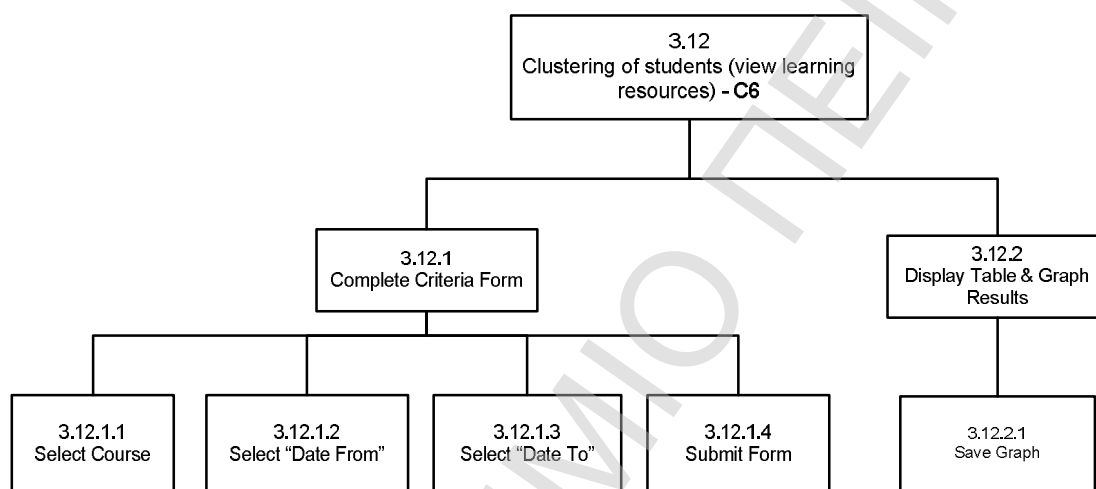 3.12
Clustering of students (view learning
resources) - C6
3.12.1
Complete Criteria Form
3.12.2
Display Table & Graph
Results
3.12.1.1
Select Course
3.12.1.2
Select “Date From”
3.12.1.3
Select “Date To”
3.12.1.4
Submit Form
3.12.2.1
Save Graph
ΜΙΟ ΠΕΙ